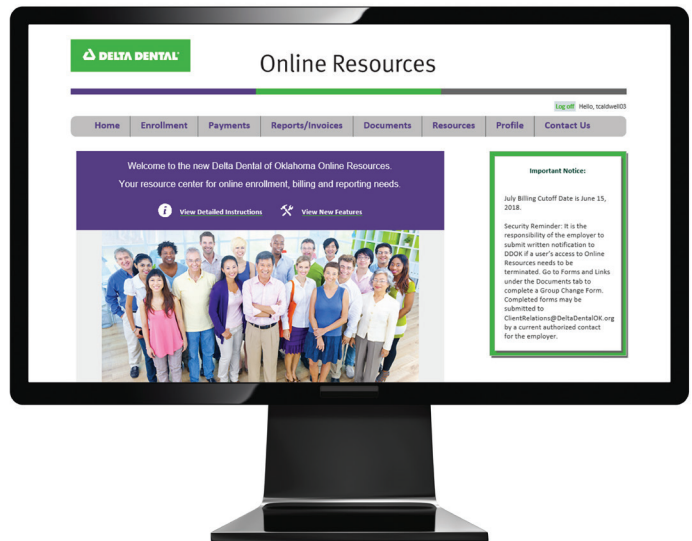 DELTA DENTAL
Online Resources
Log off Hello, tcaldwell03
Home Enrollment Payments Reports/Invoices Documents Resources Profile Contact Us
Welcome to the new Delta Dental of Oklahoma Online Resources.
Your resource center for online enrollment, billing and reporting needs.
i View Detailed Instructions View New Features
Important Notice:
July Billing Cutoff Date is June 15,
2018.
Security Reminder: It is the
responsibility of the employer to
submit written notification to
DDOK if a user's access to Online
Resources needs to be
terminated. Go to Forms and Links
under the Documents tab to
complete a Group Change Form.
Completed forms may be
submitted to
ClientRelations@DeltaDentalOK.org
by a current authorized contact
for the employer.